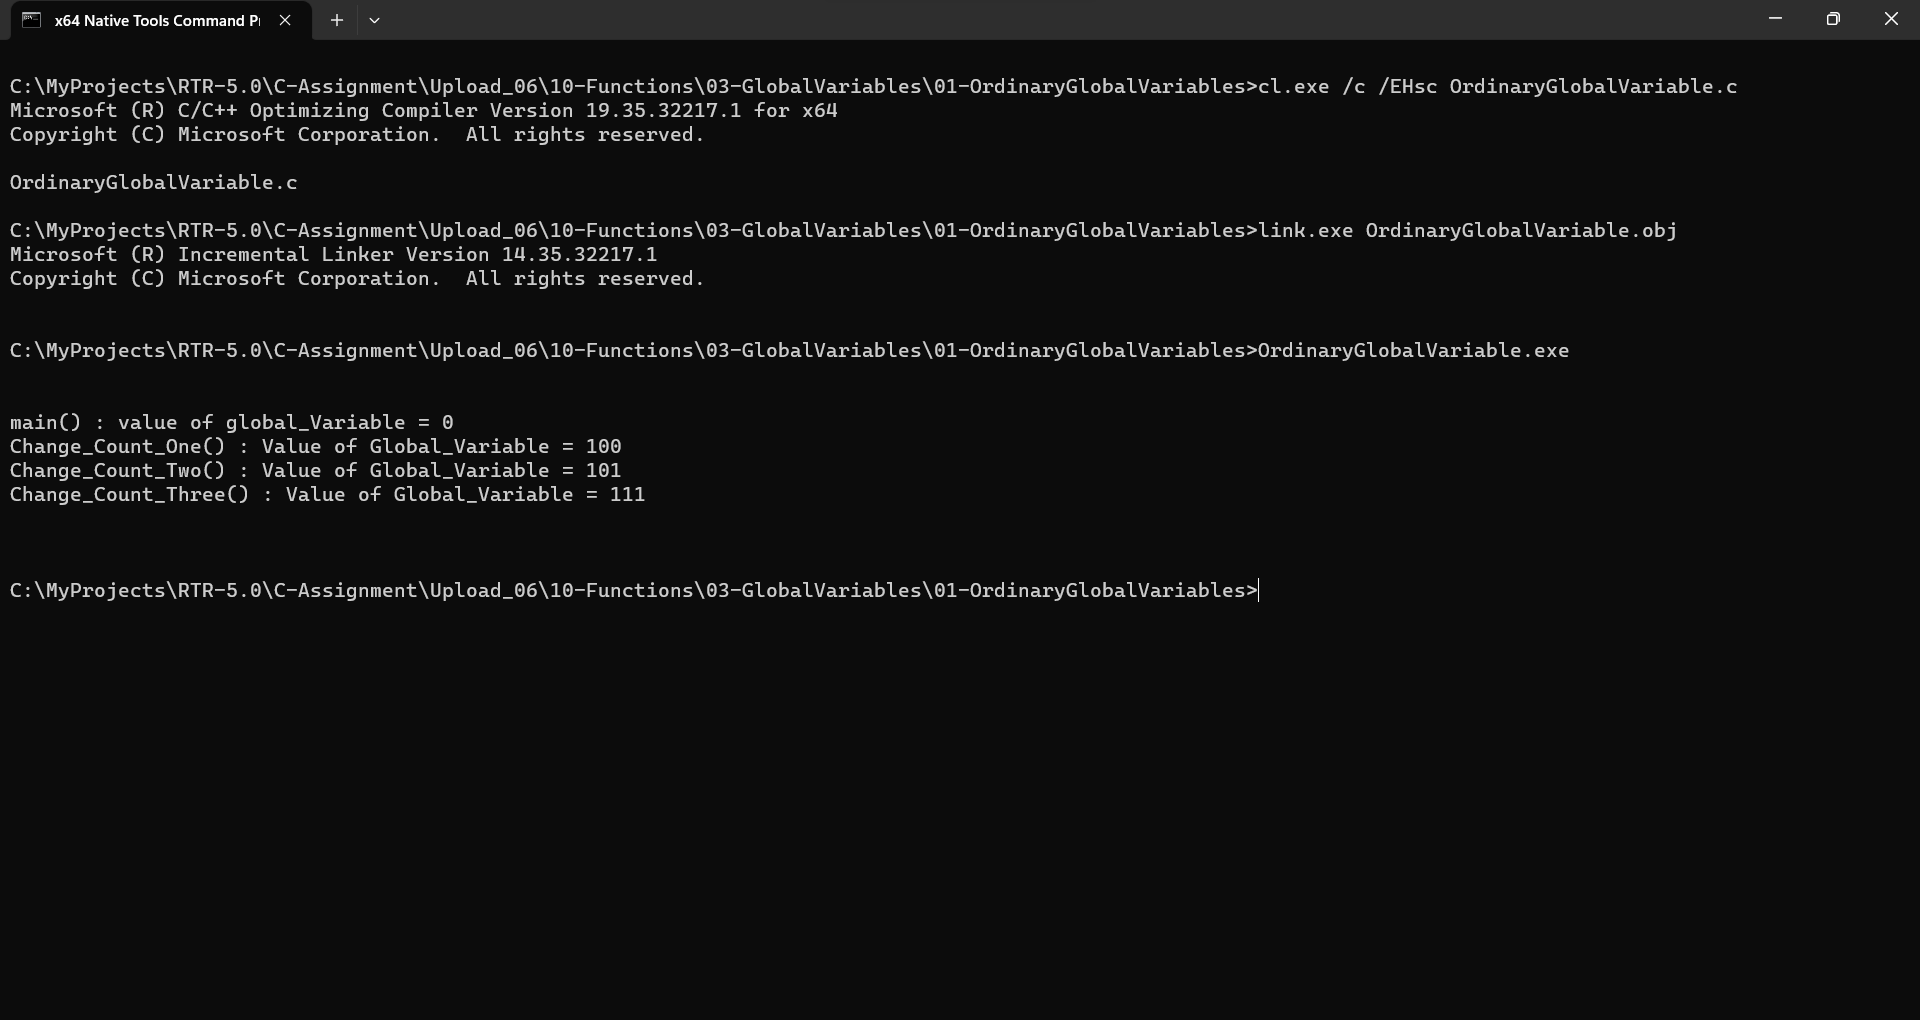 x64 Native Tools Command P
C:\MyProjects\RTR-5.0\C-Assignment\Upload_06\10-Functions\03-GlobalVariables\01-OrdinaryGlobalVariables>cl.exe /c /EHsc OrdinaryGlobalVariable.c
Microsoft (R) C/C++ Optimizing Compiler Version 19.35.32217.1 for x64
Copyright (C) Microsoft Corporation.  All rights reserved.
OrdinaryGlobalVariable.c
C:\MyProjects\RTR-5.0\C-Assignment\Upload_06\10-Functions\03-GlobalVariables\01-OrdinaryGlobalVariables>link.exe OrdinaryGlobalVariable.obj
Microsoft (R) Incremental Linker Version 14.35.32217.1
Copyright (C) Microsoft Corporation.  All rights reserved.
C:\MyProjects\RTR-5.0\C-Assignment\Upload_06\10-Functions\03-GlobalVariables\01-OrdinaryGlobalVariables>OrdinaryGlobalVariable.exe
main() : value of global_Variable = 0
Change_Count_One() : Value of Global_Variable = 100
Change_Count_Two() : Value of Global_Variable = 101
Change_Count_Three() : Value of Global_Variable = 111
C:\MyProjects\RTR-5.0\C-Assignment\Upload_06\10-Functions\03-GlobalVariables\01-OrdinaryGlobalVariables>